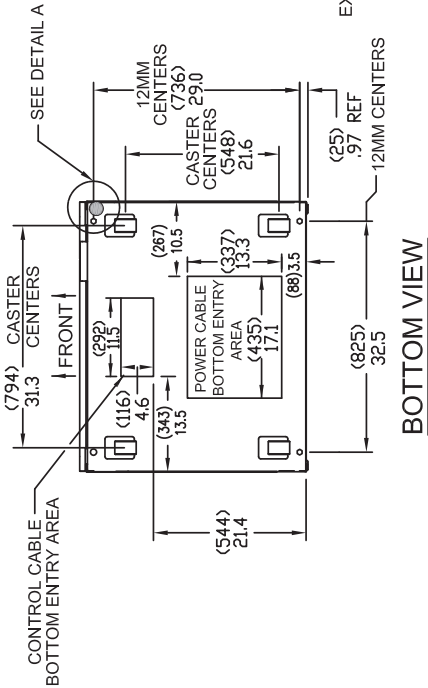 SEE DETAIL A
EX
(794) CASTER
31.3 CENTERS
FRONT
12MM
CENTERS
(736)
29.0
CASTER
CENTERS
(548)
21.6
(25)
.97 REF
12MM CENTERS
(292)
11.5
(116)
4.6
(343)
13.5
(267)
10.5
(337)
13.3
(88)3.5
POWER CABLE
BOTTOM ENTRY
AREA
(435)
17.1
CONTROL CABLE
BOTTOM ENTRY AREA
(544)
21.4
(825)
32.5
BOTTOM VIEW